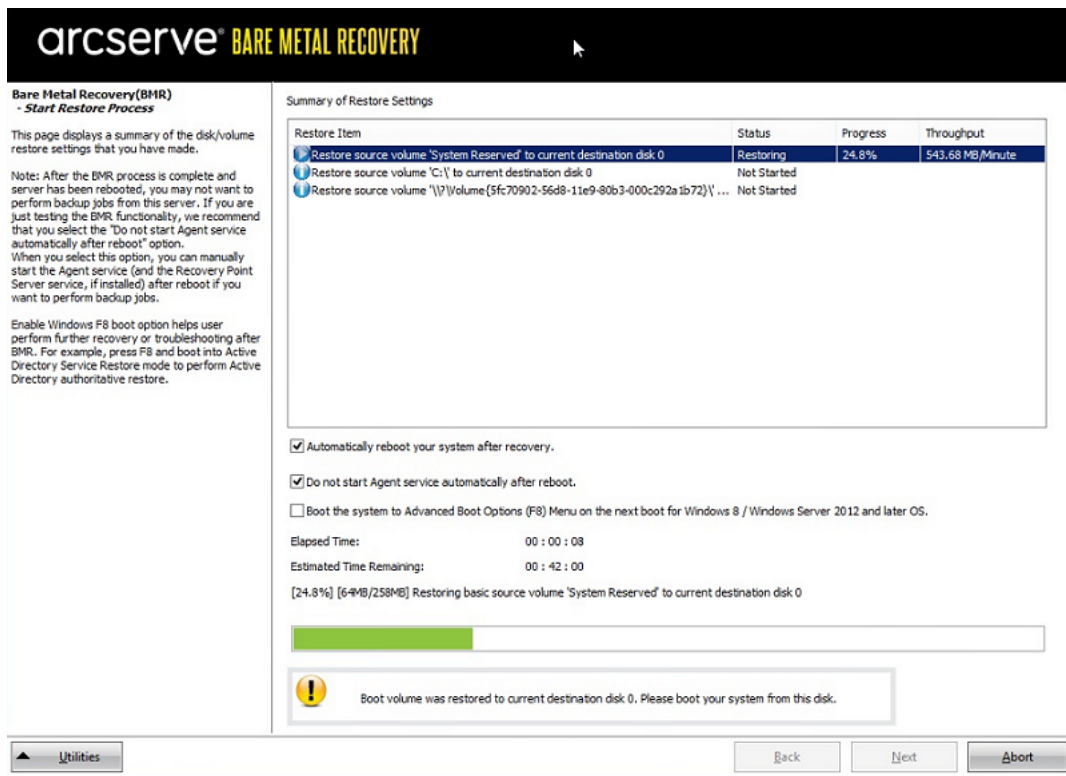 arcserve® BARE METAL RECOVERY
Bare Metal Recovery(BMR)
- Start Restore Process
This page displays a summary of the disk/volume
restore settings that you have made.
Note: After the BMR process is complete and
server has been rebooted, you may not want to
perform backup jobs from this server. If you are
just testing the BMR functionality, we recommend
that you select the "Do not start Agent service
automatically after reboot" option.
When you select this option, you can manually
start the Agent service (and the Recovery Point
Server service, if installed) after reboot if you
want to perform backup jobs.
Enable Windows F8 boot option helps user
perform further recovery or troubleshooting after
BMR. For example, press F8 and boot into Active
Directory Service Restore mode to perform Active
Directory authoritative restore.
Summary of Restore Settings
Restore Item Status Progress Throughput
Restore source volume 'System Reserved' to current destination disk 0 Restoring 24.8% 543.68 MB/Minute
Restore source volume 'C:\' to current destination disk 0 Not Started
Restore source volume '\\?\Volume{5fc70902-56d8-11e9-80b3-000c292a1b72}\' ... Not Started
Automatically reboot your system after recovery.
Do not start Agent service automatically after reboot.
Boot the system to Advanced Boot Options (F8) Menu on the next boot for Windows 8 / Windows Server 2012 and later OS.
Elapsed Time: 00 : 00 : 08
Estimated Time Remaining: 00 : 42 : 00
[24.8%] [64MB/258MB] Restoring basic source volume 'System Reserved' to current destination disk 0
Boot volume was restored to current destination disk 0. Please boot your system from this disk.
Utilities Back Next Abort